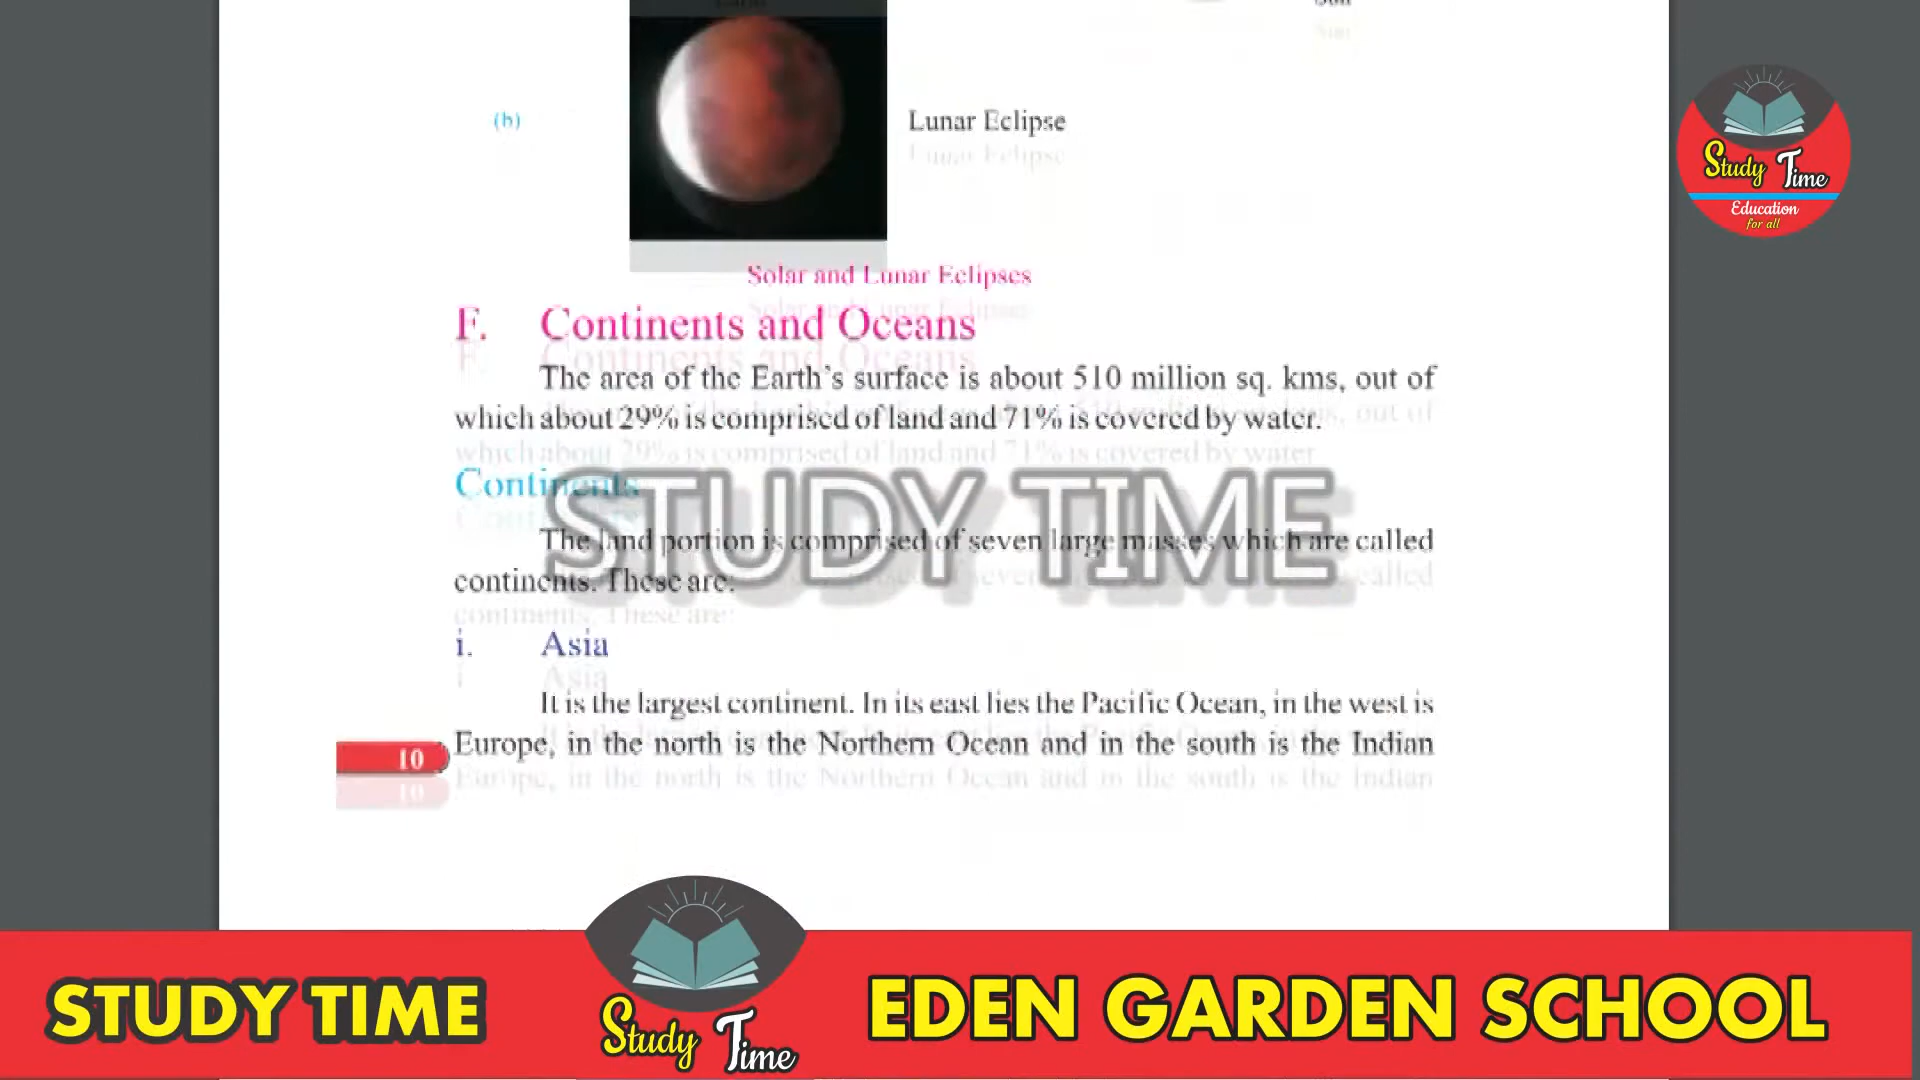 Sun
(b)
Lunar Eclipse
Study Time
Education
for all
Solar and Lunar Eclipses
F. Continents and Oceans
The area of the Earth's surface is about 510 million sq. kms, out of
which about 29% is comprised of land and 71% is covered by water.
Continents
STUDY TIME
The land portion is comprised of seven large masses which are called
continents. These are:
i. Asia
It is the largest continent. In its east lies the Pacific Ocean, in the west is
Europe, in the north is the Northern Ocean and in the south is the Indian
10
STUDY TIME
Study Time
EDEN GARDEN SCHOOL